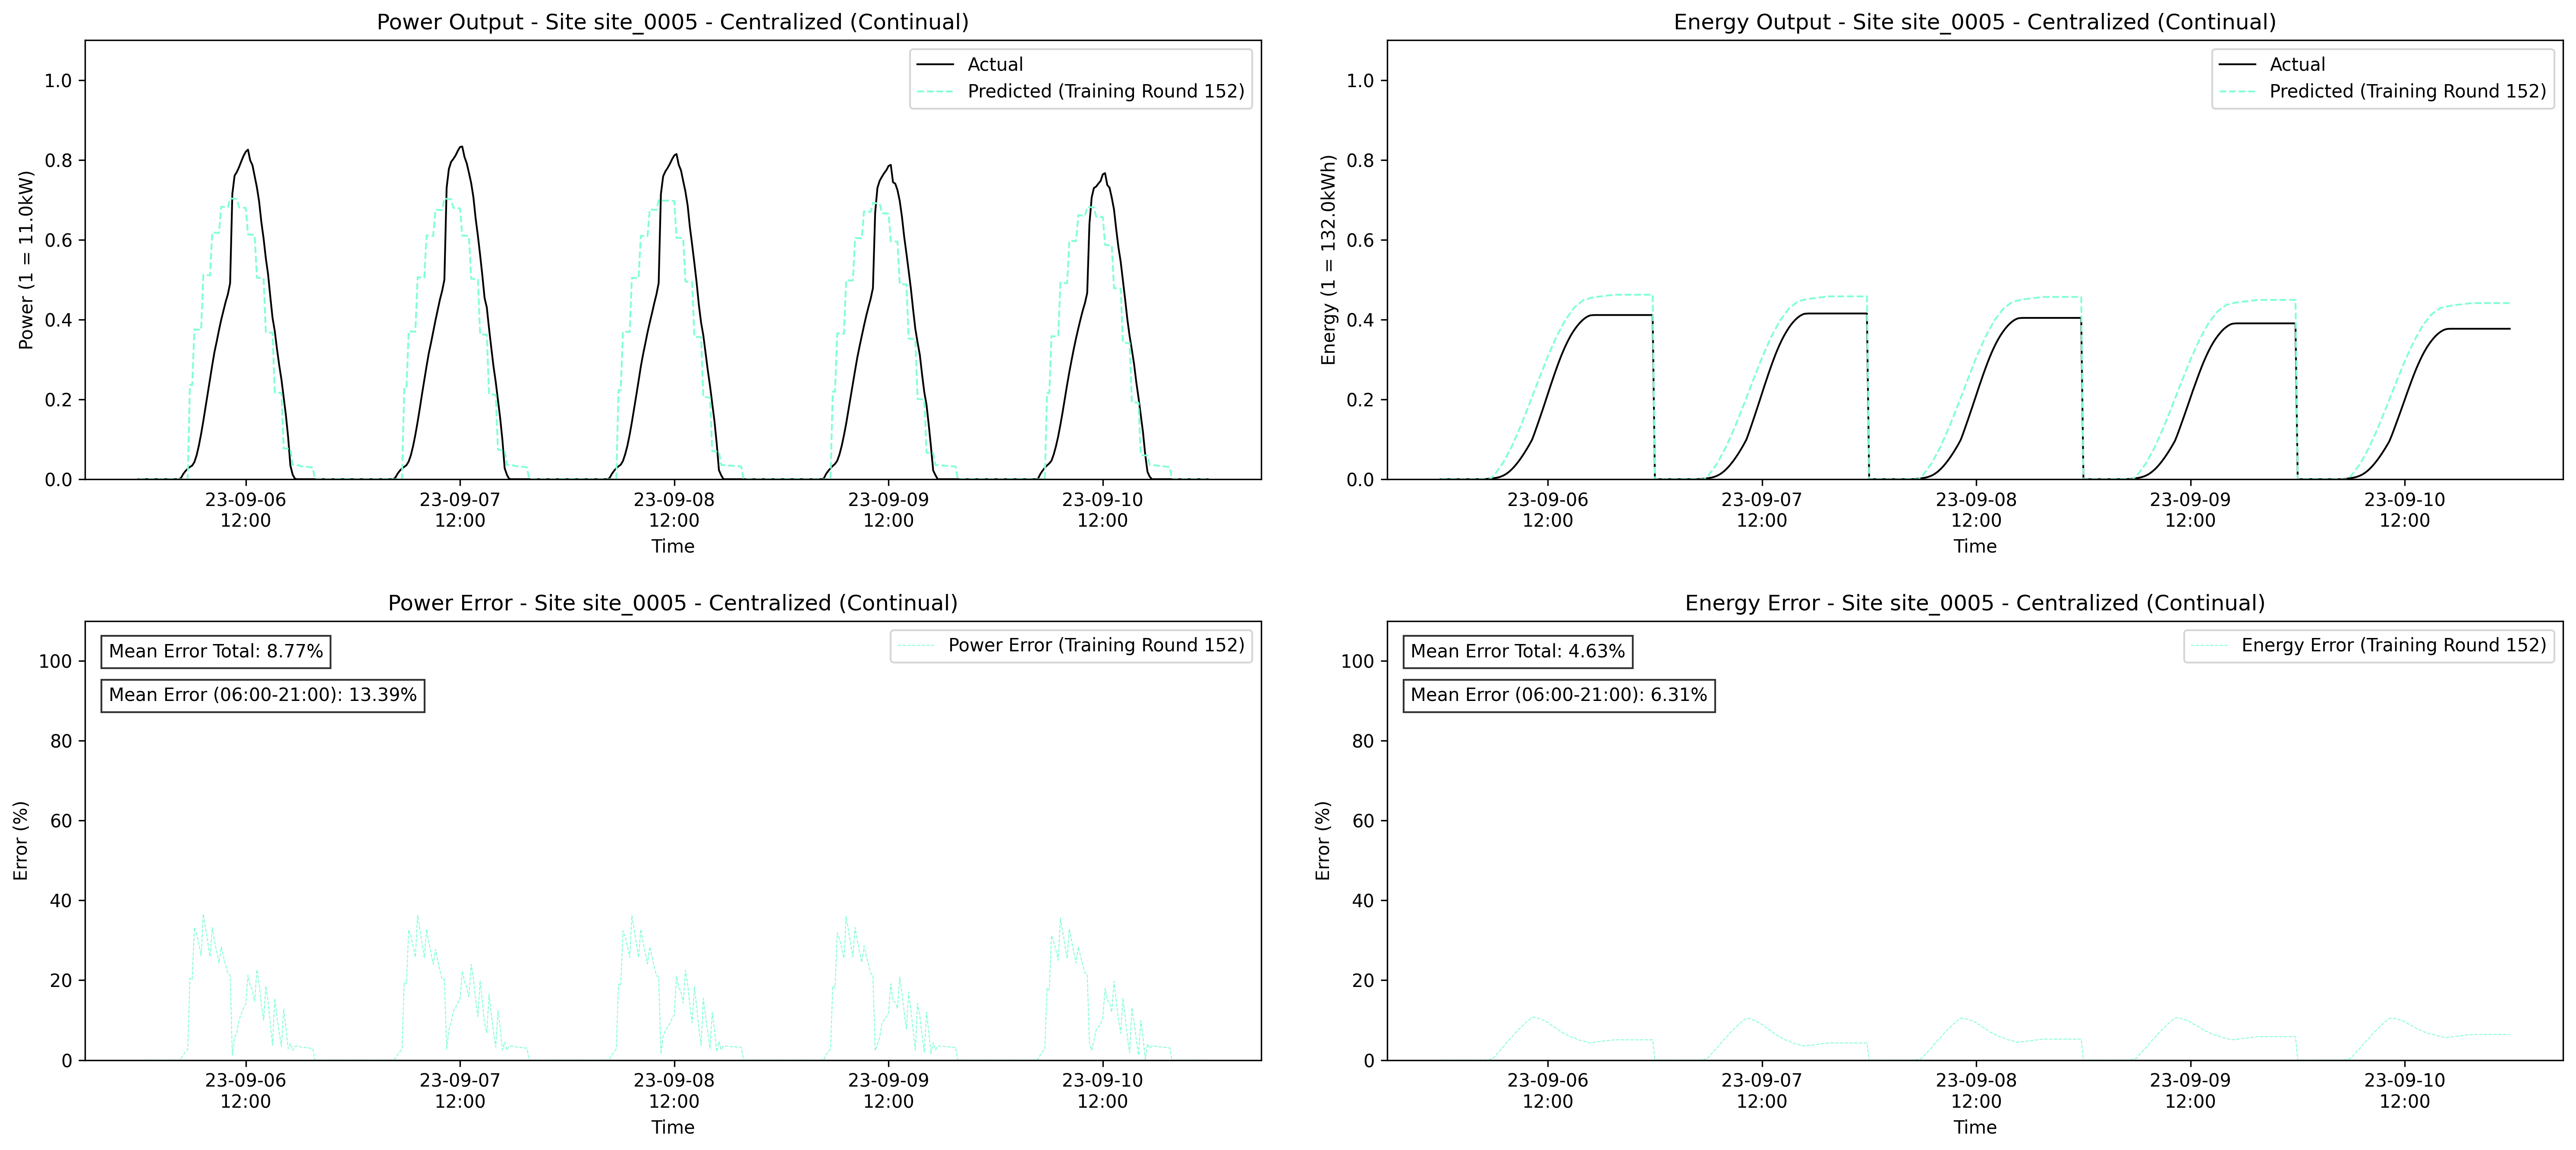 Power Output - Site site_0005 - Centralized (Continual)
Actual
Predicted (Training Round 152)
Power (1 = 11.0kW)
1.0
0.8
0.6
0.4
0.2
0.0
23-09-06
12:00
23-09-07
12:00
23-09-08
12:00
23-09-09
12:00
23-09-10
12:00
Time
Energy Output - Site site_0005 - Centralized (Continual)
Actual
Predicted (Training Round 152)
Energy (1 = 132.0kWh)
1.0
0.8
0.6
0.4
0.2
0.0
23-09-06
12:00
23-09-07
12:00
23-09-08
12:00
23-09-09
12:00
23-09-10
12:00
Time
Power Error - Site site_0005 - Centralized (Continual)
Mean Error Total: 8.77%
Mean Error (06:00-21:00): 13.39%
Power Error (Training Round 152)
Error (%)
100
80
60
40
20
0
23-09-06
12:00
23-09-07
12:00
23-09-08
12:00
23-09-09
12:00
23-09-10
12:00
Time
Energy Error - Site site_0005 - Centralized (Continual)
Mean Error Total: 4.63%
Mean Error (06:00-21:00): 6.31%
Energy Error (Training Round 152)
Error (%)
100
80
60
40
20
0
23-09-06
12:00
23-09-07
12:00
23-09-08
12:00
23-09-09
12:00
23-09-10
12:00
Time